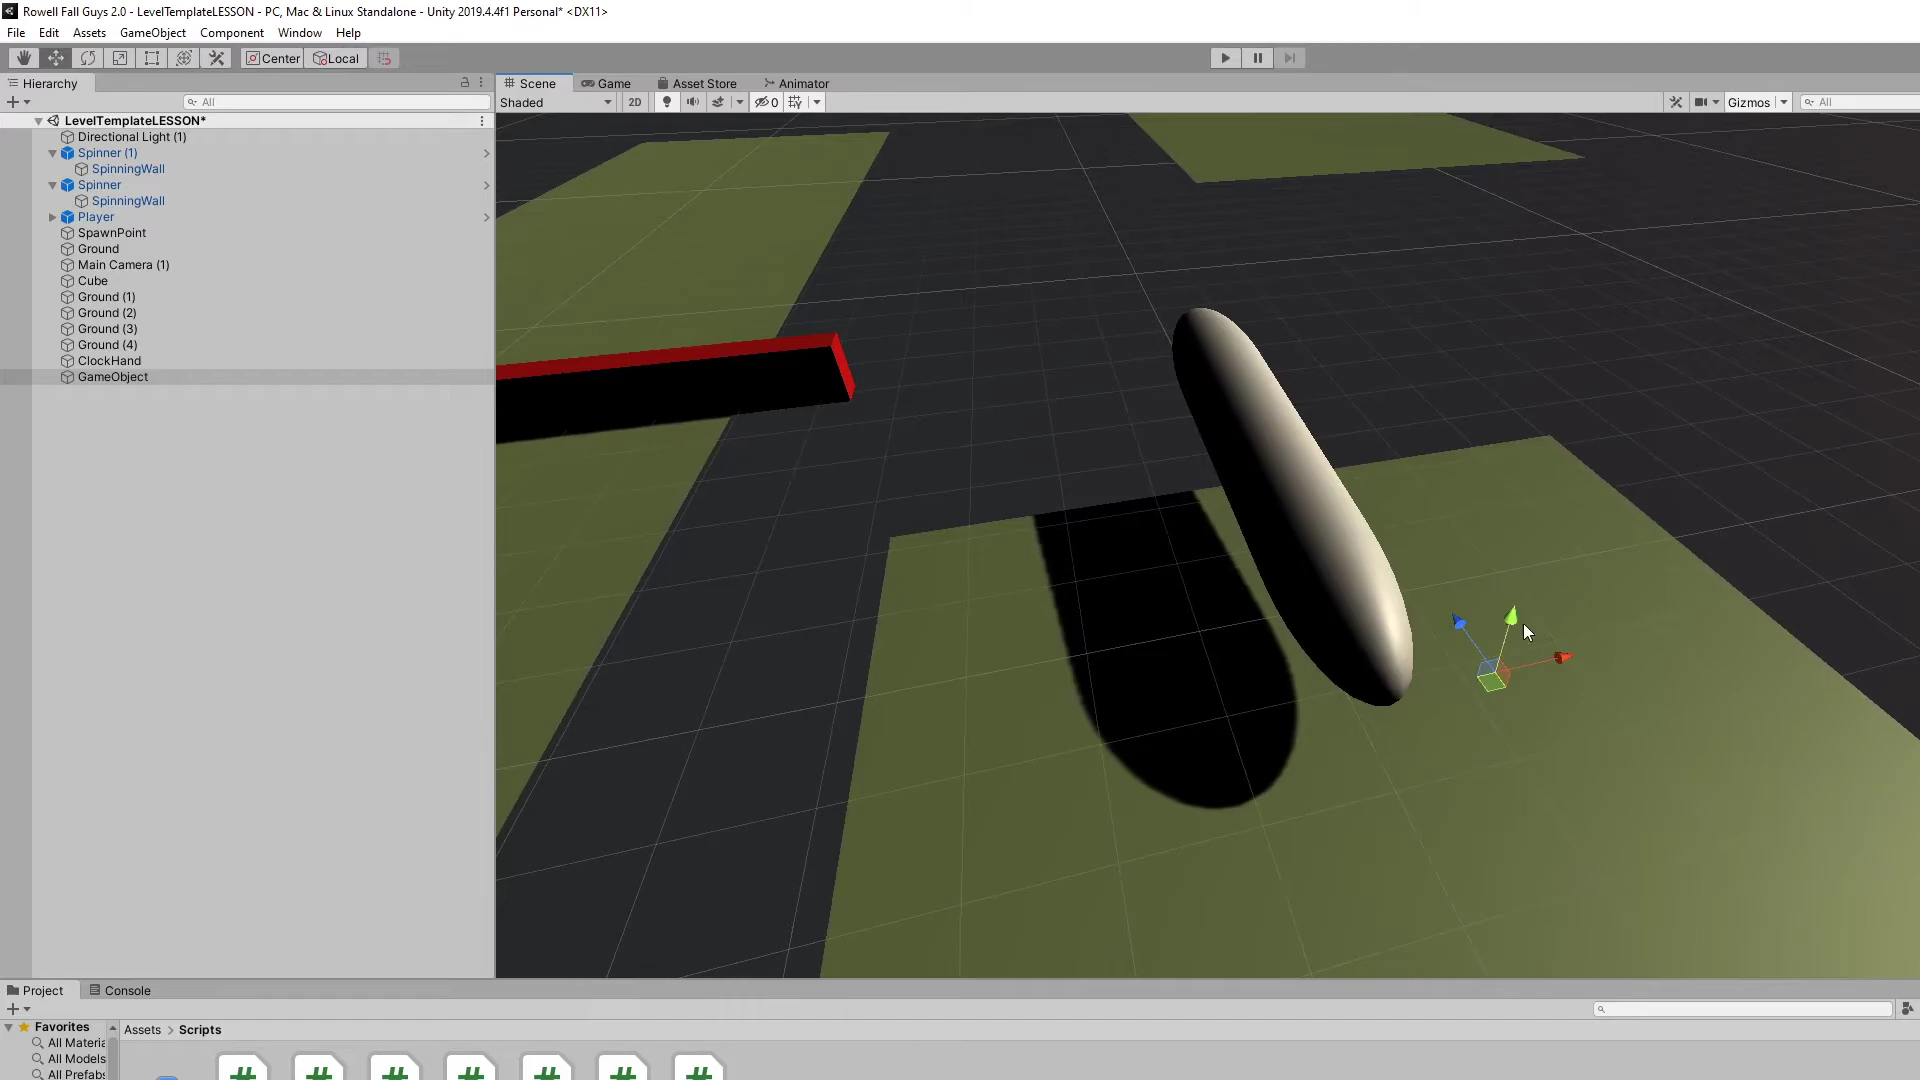 Rowell Fall Guys 2.0 - LevelTemplateLESSON - PC, Mac & Linux Standalone - Unity 2019.4.4f1 Personal* <DX11>
File Edit Assets GameObject Component Window Help
Center Local
Hierarchy
All
Scene Game Asset Store Animator
Shaded 2D 0 Gizmos All
LevelTemplateLESSON*
Directional Light (1)
Spinner (1)
SpinningWall
Spinner
SpinningWall
Player
SpawnPoint
Ground
Main Camera (1)
Cube
Ground (1)
Ground (2)
Ground (3)
Ground (4)
ClockHand
GameObject
Project Console
Favorites
All Materia
All Models
All Prefabs
Assets > Scripts
# # # # # # #